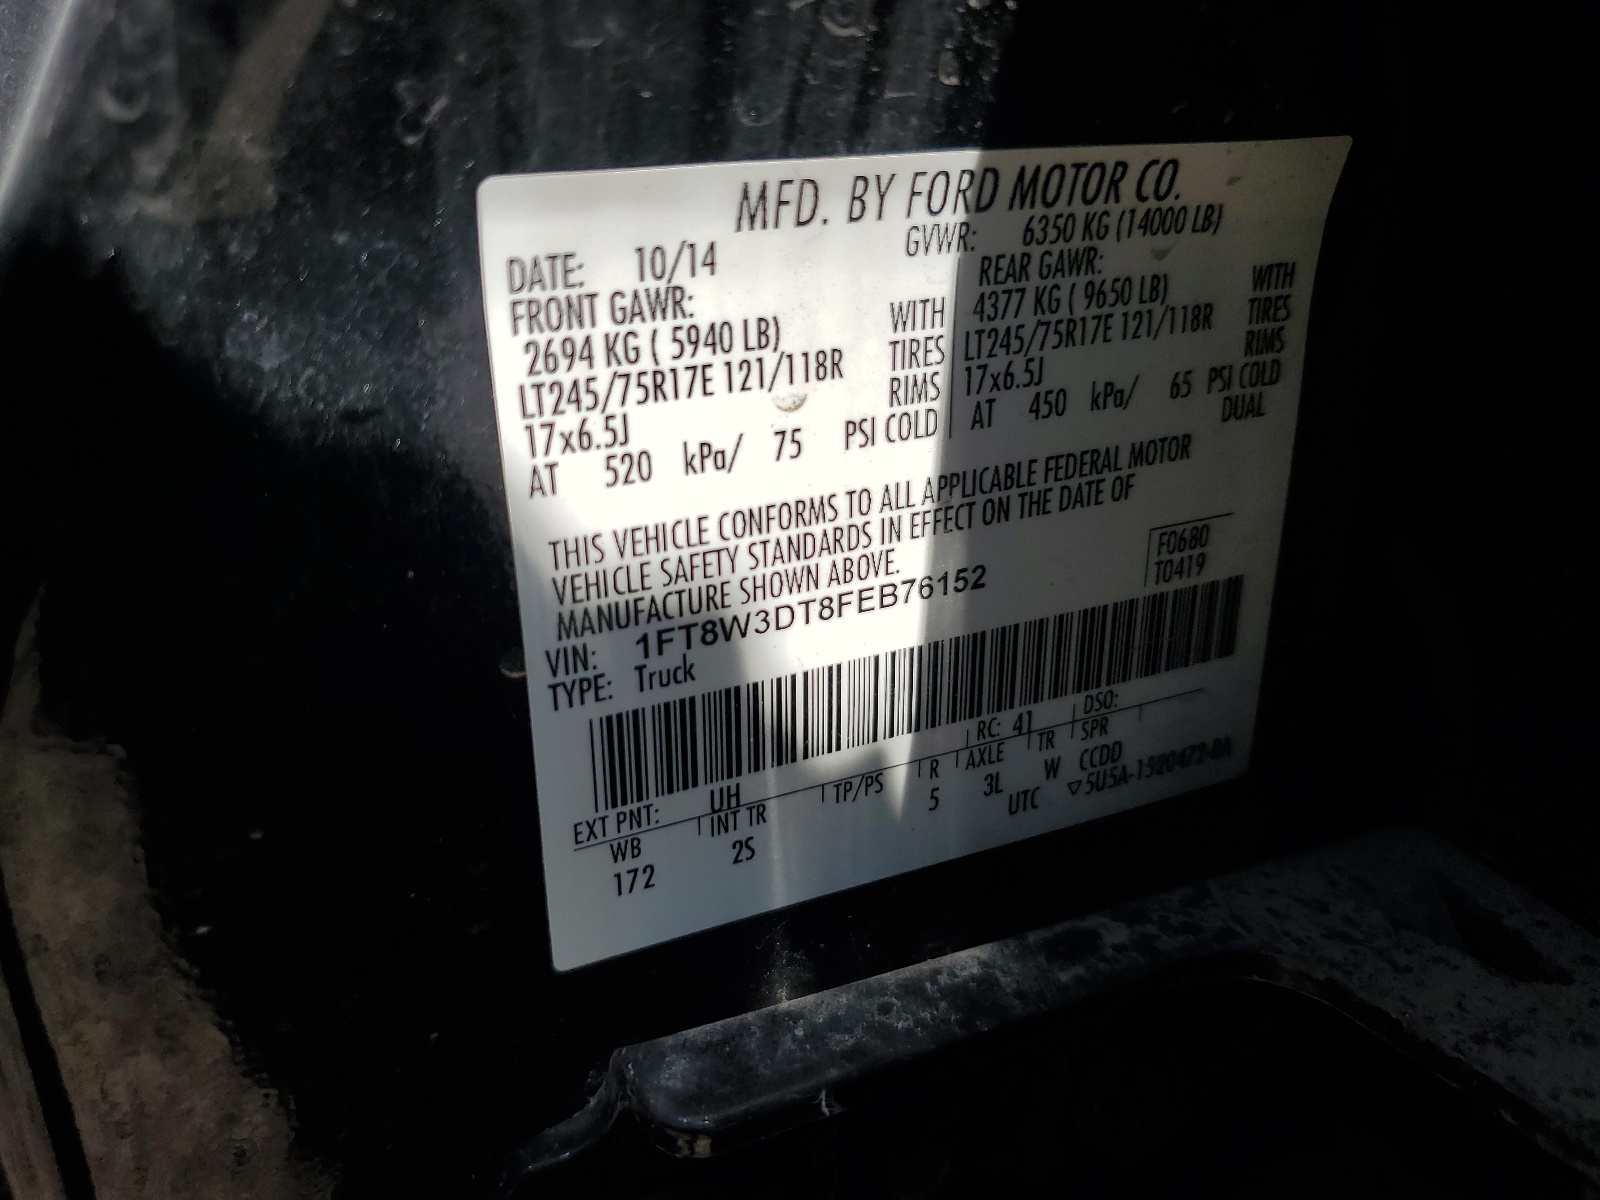 MFD. BY FORD MOTOR CO.
DATE: 10/14 GVWR: 6350 KG (14000 LB)
FRONT GAWR: REAR GAWR:
2694 KG ( 5940 LB) WITH 4377 KG ( 9650 LB) WITH
LT245/75R17E 121/118R TIRES LT245/75R17E 121/118R TIRES
17x6.5J RIMS 17x6.5J RIMS
AT 520 kPa/ 75 PSI COLD AT 450 kPa/ 65 PSI COLD
DUAL
THIS VEHICLE CONFORMS TO ALL APPLICABLE FEDERAL MOTOR
VEHICLE SAFETY STANDARDS IN EFFECT ON THE DATE OF
MANUFACTURE SHOWN ABOVE.
F0680
T0419
VIN: 1FT8W3DT8FEB76152
TYPE: Truck
EXT PNT: UH RC: 41 DSO:
WB INT TR TP/PS R AXLE TR SPR
172 2S 5 3L W CCDD
UTC ▽5U5A-1520472-BA